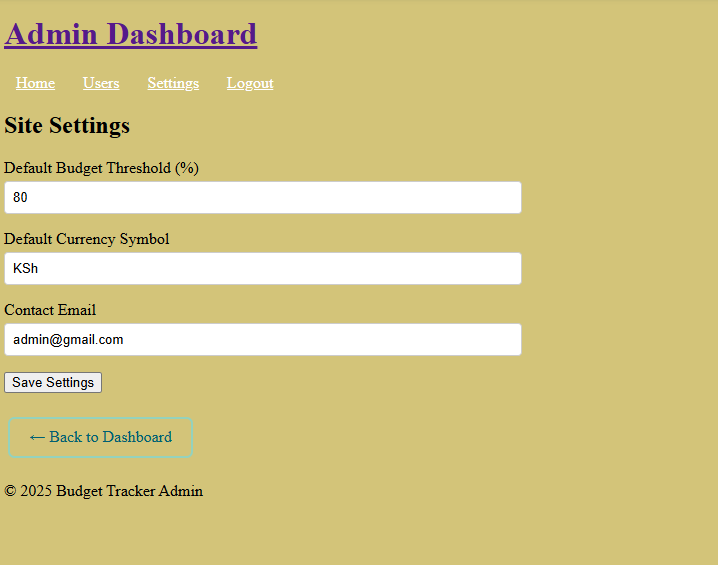 Admin Dashboard
Home Users Settings Logout
Site Settings
Default Budget Threshold (%)
80
Default Currency Symbol
KSh
Contact Email
admin@gmail.com
Save Settings
← Back to Dashboard
© 2025 Budget Tracker Admin